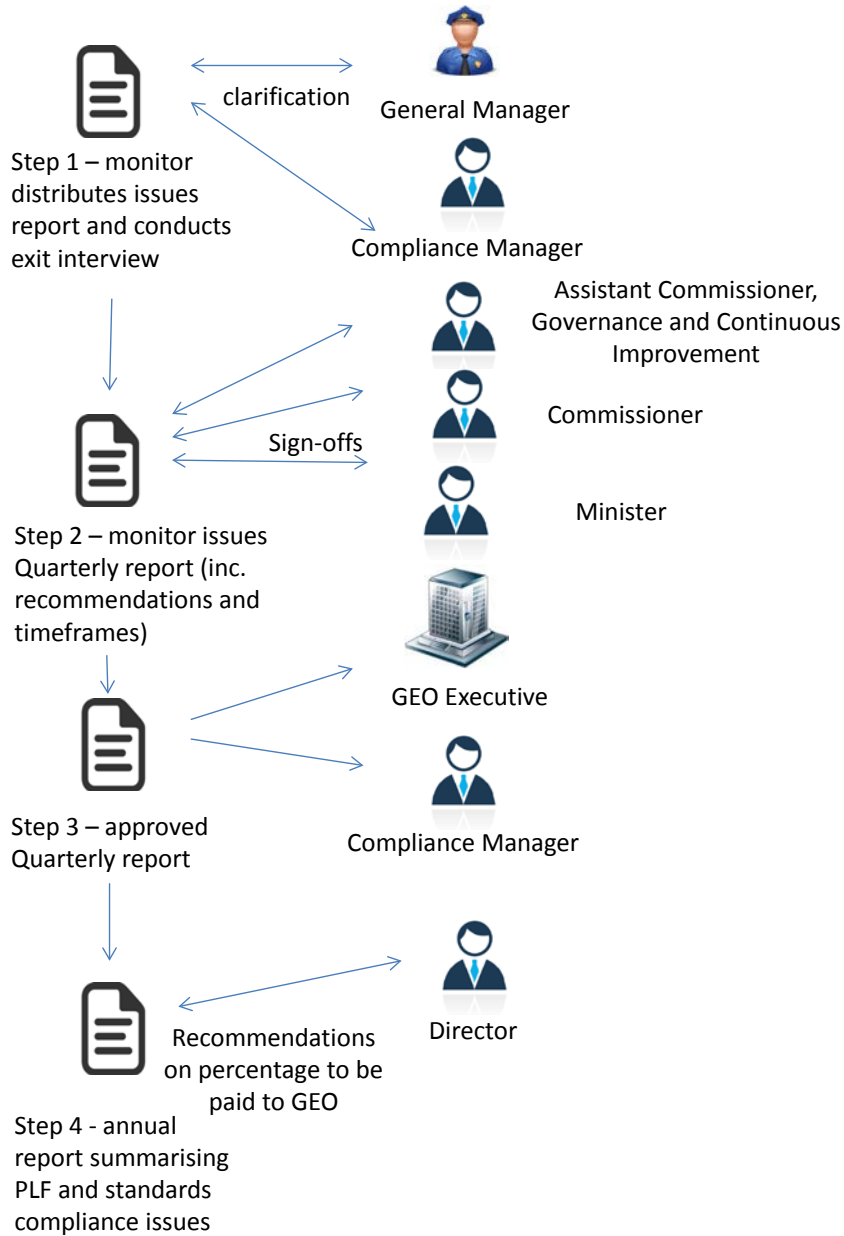 clarification
General Manager
Step 1 – monitor
distributes issues
report and conducts
exit interview
Compliance Manager
Assistant Commissioner,
Governance and Continuous
Improvement
Commissioner
Sign-offs
Minister
Step 2 – monitor issues
Quarterly report (inc.
recommendations and
timeframes)
GEO Executive
Step 3 – approved
Quarterly report
Compliance Manager
Director
Recommendations
on percentage to be
paid to GEO
Step 4 - annual
report summarising
PLF and standards
compliance issues